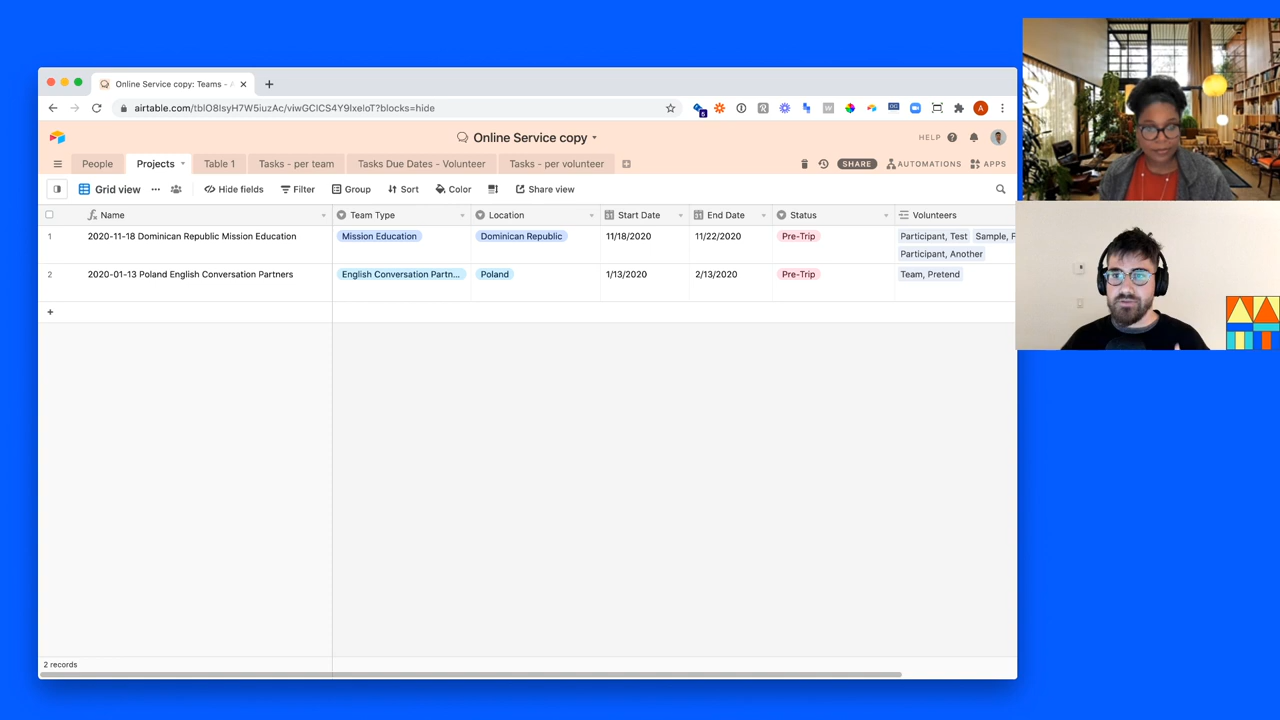 Online Service copy: Teams - A
airtable.com/tblO8lsyH7W5iuzAc/viwGClCS4Y9lxeloT?blocks=hide
5
A
Online Service copy
HELP
People
Projects
Table 1
Tasks - per team
Tasks Due Dates - Volunteer
Tasks - per volunteer
SHARE
AUTOMATIONS
APPS
Grid view
Hide fields
Filter
Group
Sort
Color
Share view
Name
Team Type
Location
Start Date
End Date
Status
Volunteers
1 2020-11-18 Dominican Republic Mission Education Mission Education Dominican Republic 11/18/2020 11/22/2020 Pre-Trip Participant, Test Sample, F
Participant, Another
2 2020-01-13 Poland English Conversation Partners English Conversation Partn... Poland 1/13/2020 2/13/2020 Pre-Trip Team, Pretend
+
2 records